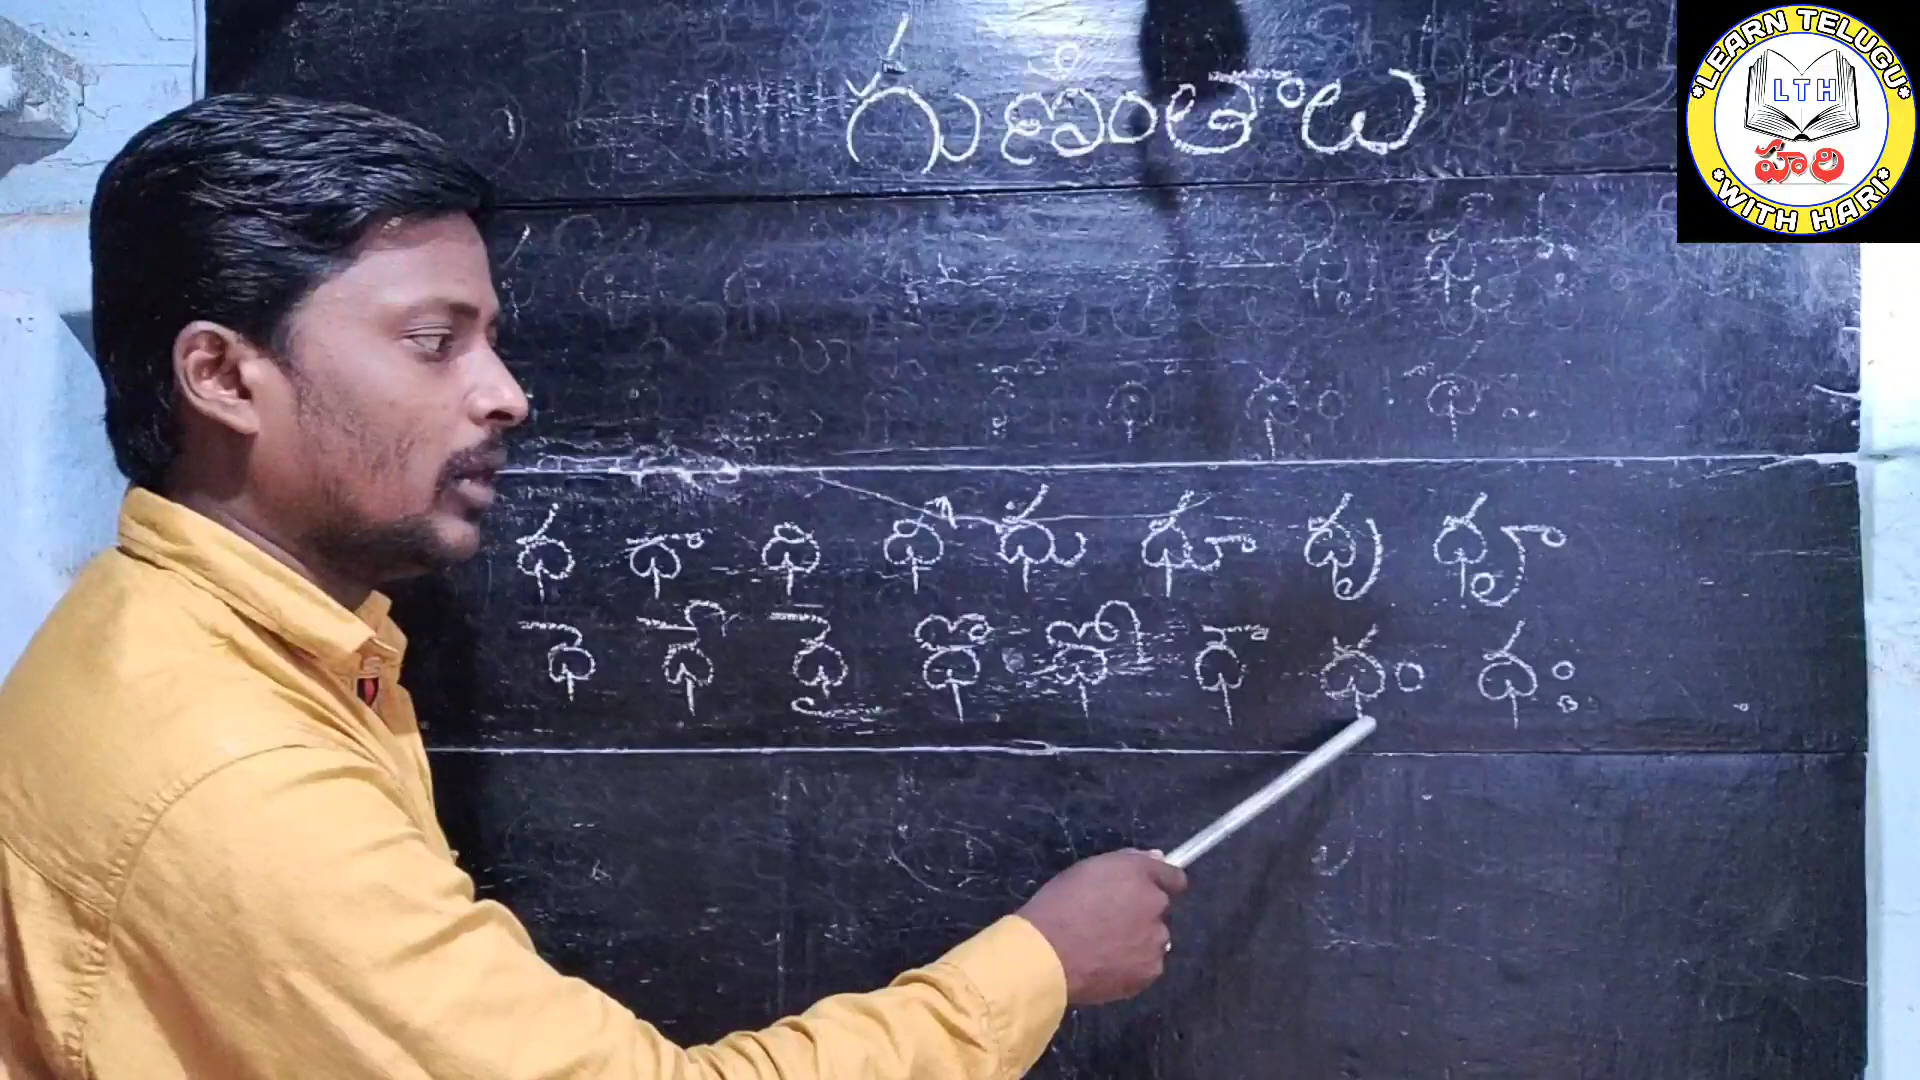 గుణింతాలు
LEARN TELUGU
LTH
హరి
WITH HARI
ధ ధా ధి ధీ ధు ధూ ధృ ధౄ
ధె ధే ధై ధొ ధో ధౌ ధం ధః